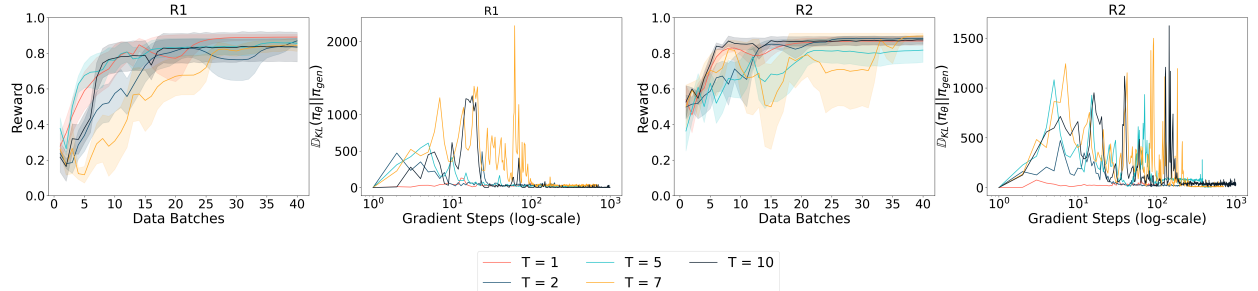 R1
Reward
1.0
0.8
0.6
0.4
0.2
0.0
0 5 10 15 20 25 30 35 40
Data Batches
R1
𝔻KL(πθ||πgen)
2000
1500
1000
500
0
10⁰ 10¹ 10² 10³
Gradient Steps (log-scale)
R2
Reward
1.0
0.8
0.6
0.4
0.2
0.0
0 5 10 15 20 25 30 35 40
Data Batches
R2
𝔻KL(πθ||πgen)
1500
1000
500
0
10⁰ 10¹ 10² 10³
Gradient Steps (log-scale)
T = 1 T = 5 T = 10
T = 2 T = 7